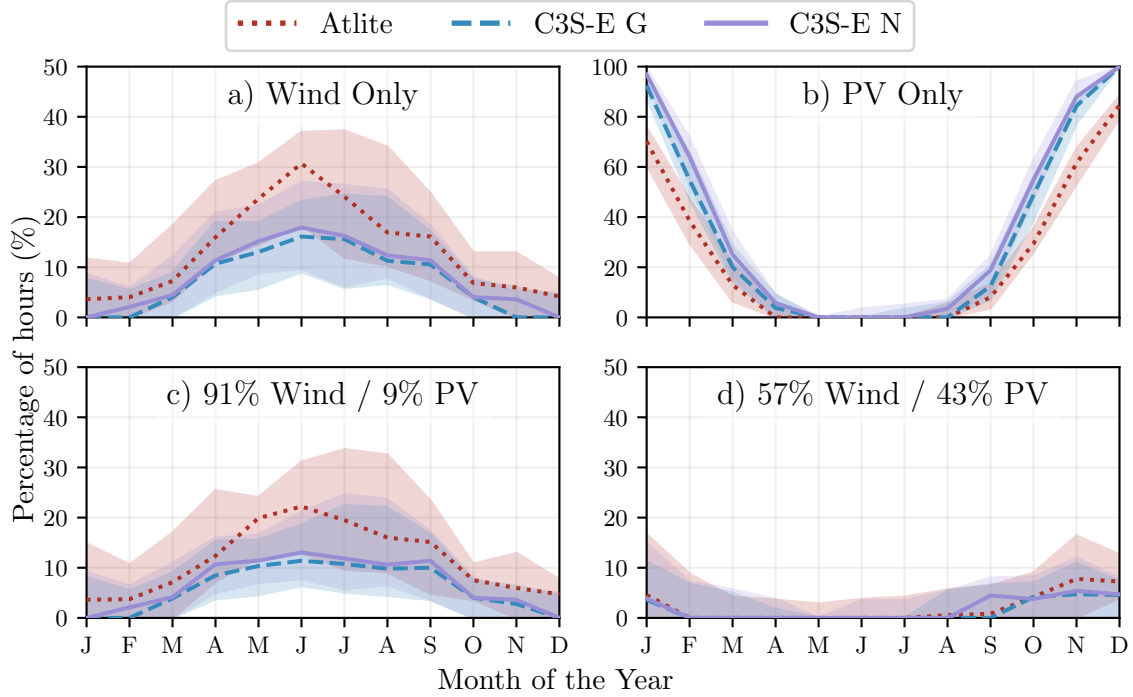 Atlite
C3S-E G
C3S-E N
Percentage of hours (%)
a) Wind Only
50
40
30
20
10
0
b) PV Only
100
80
60
40
20
0
c) 91% Wind / 9% PV
50
40
30
20
10
0
J F M A M J J A S O N D
d) 57% Wind / 43% PV
50
40
30
20
10
0
J F M A M J J A S O N D
Month of the Year